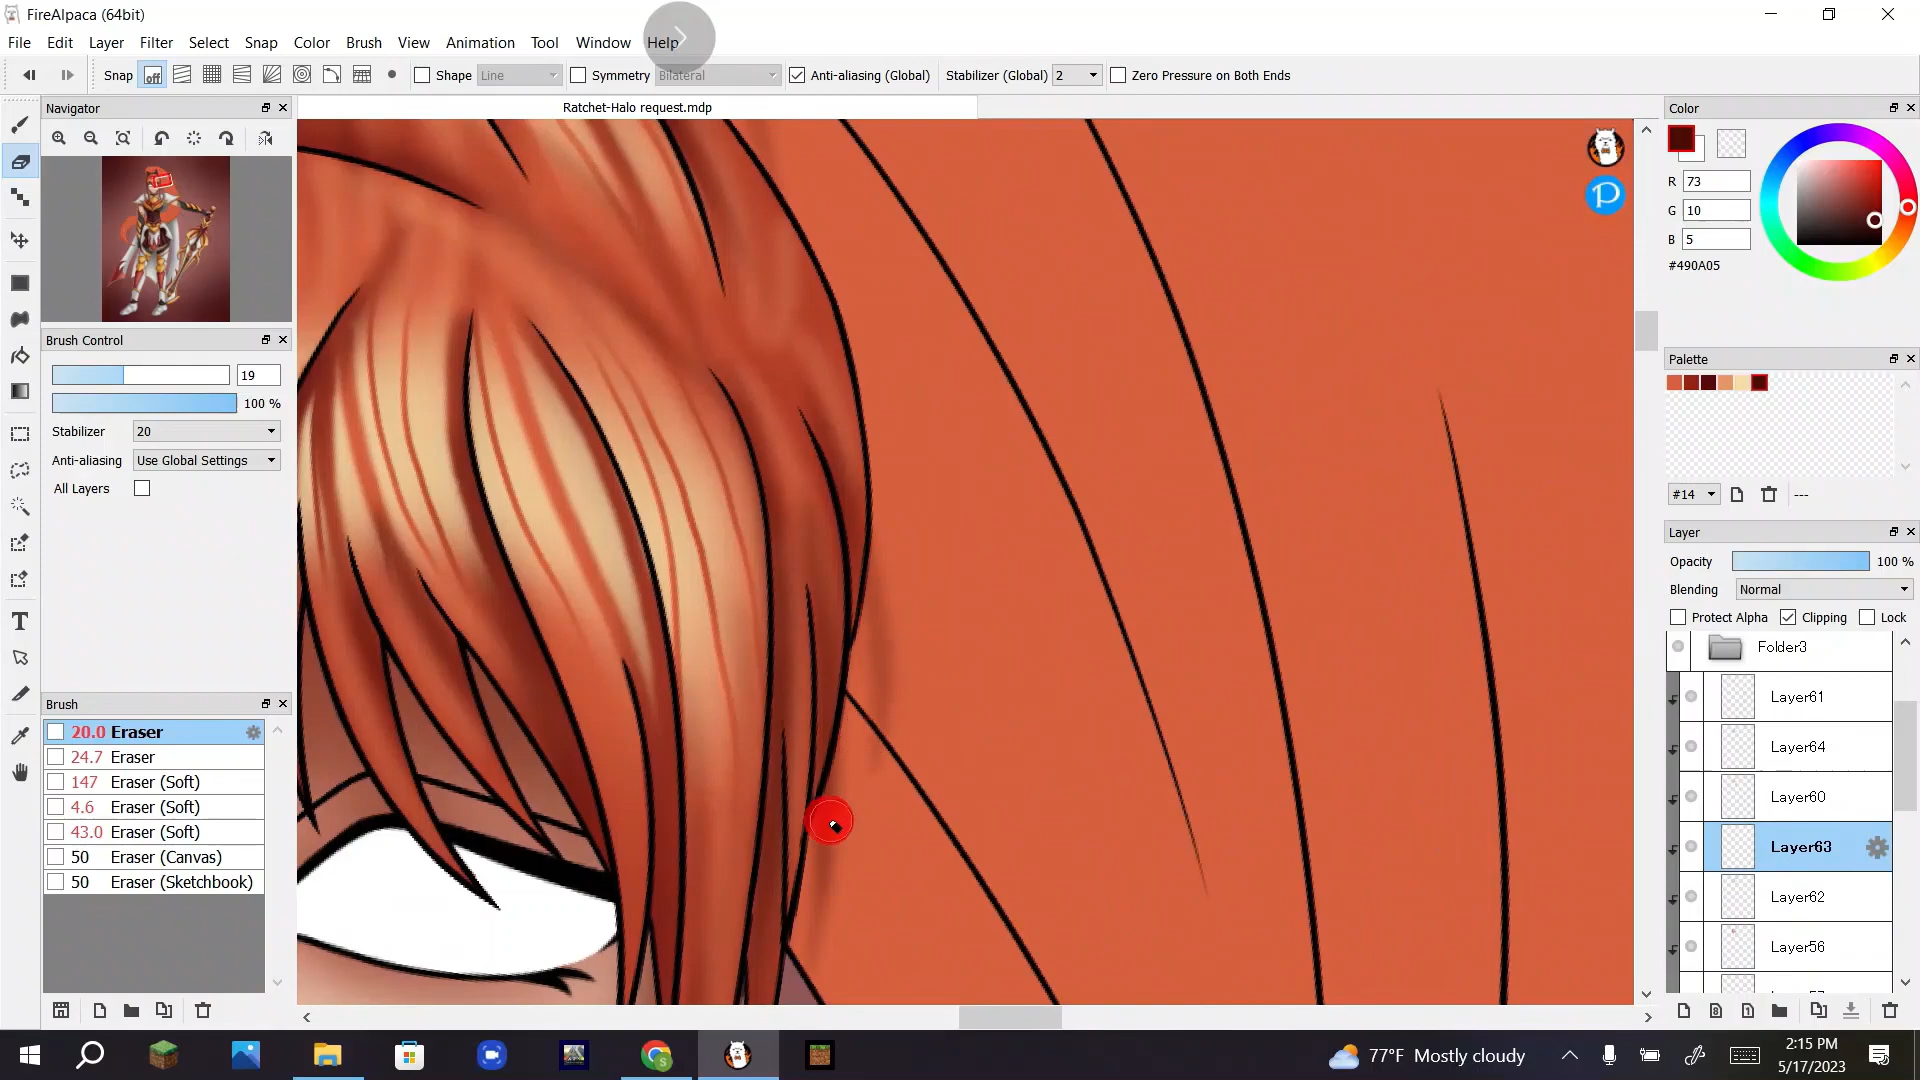 FireAlpaca (64bit)
File Edit Layer Filter Select Snap Color Brush View Animation Tool Window Help
Snap off Shape Line Symmetry Bilateral Anti-aliasing (Global) Stabilizer (Global) 2 Zero Pressure on Both Ends
Navigator
Ratchet-Halo request.mdp
Color
R 73
G 10
B 5
#490A05
Brush Control
19
100 %
Stabilizer 20
Anti-aliasing Use Global Settings
All Layers
Palette
#14 ---
Layer
Opacity 100 %
Blending Normal
Protect Alpha Clipping Lock
Folder3
Layer61
Layer64
Layer60
Layer63
Layer62
Layer56
Brush
20.0 Eraser
24.7 Eraser
147 Eraser (Soft)
4.6 Eraser (Soft)
43.0 Eraser (Soft)
50 Eraser (Canvas)
50 Eraser (Sketchbook)
77°F Mostly cloudy
2:15 PM
5/17/2023